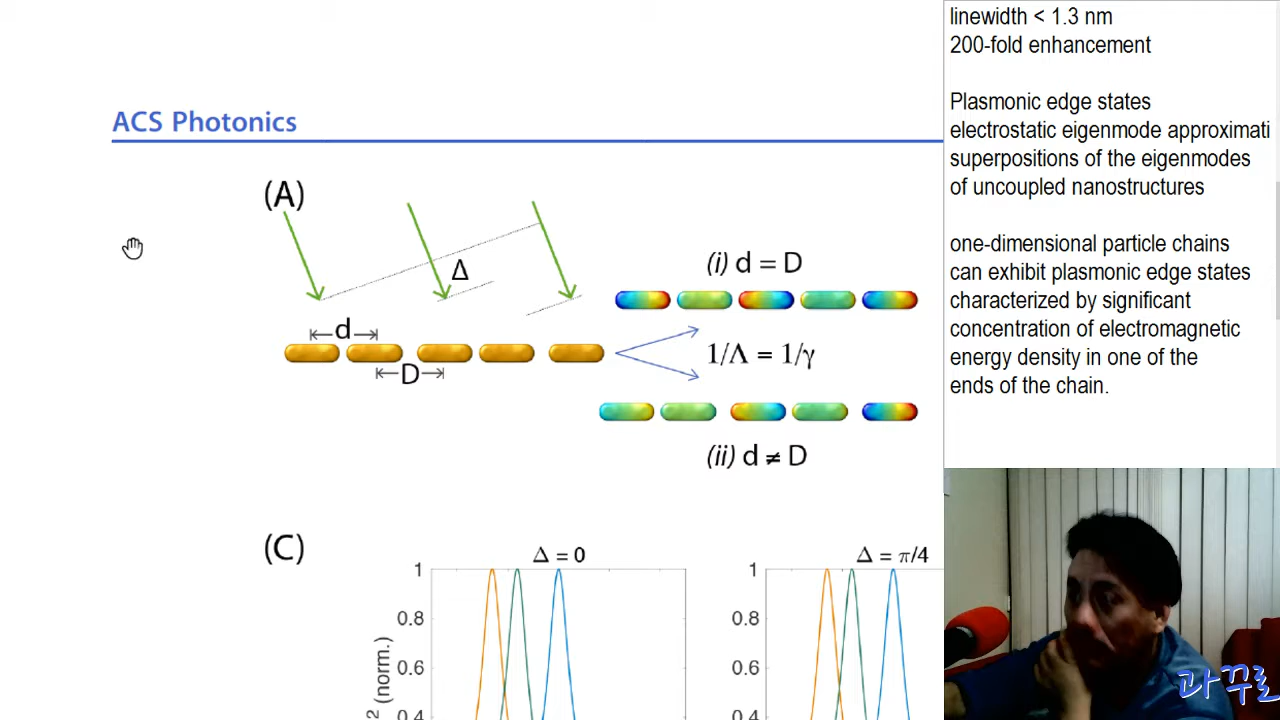 ACS Photonics
(A)
Δ
d
D
(i) d = D
1/Λ = 1/γ
(ii) d ≠ D
(C)
Δ = 0
1
0.8
0.6
0.4
2 (norm.)
Δ = π/4
1
0.8
0.6
0.4
linewidth < 1.3 nm
200-fold enhancement
Plasmonic edge states
electrostatic eigenmode approximati
superpositions of the eigenmodes
of uncoupled nanostructures
one-dimensional particle chains
can exhibit plasmonic edge states
characterized by significant
concentration of electromagnetic
energy density in one of the
ends of the chain.
과꾸로